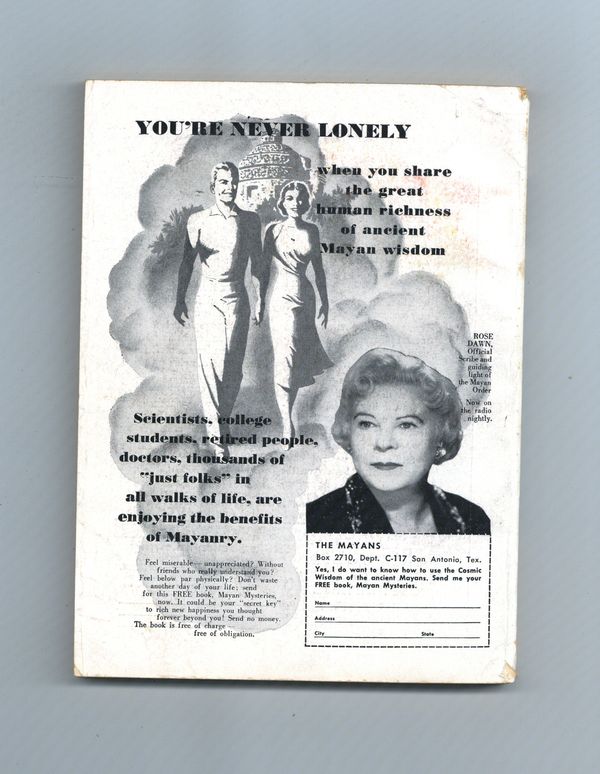 YOU'RE NEVER LONELY
when you share
the great
human richness
of ancient
Mayan wisdom
ROSE
DAWN,
Official
Scribe and
guiding
light of
the Mayan
Order
Now on
the radio
nightly.
Scientists, college
students, retired people,
doctors, thousands of
"just folks" in
all walks of life, are
enjoying the benefits
of Mayanry.
Feel miserable — unappreciated? Without
friends who really understand you?
Feel below par physically? Don't waste
another day of your life; send
for this FREE book, Mayan Mysteries,
now. It could be your "secret key"
to rich new happiness you thought
forever beyond you! Send no money.
The book is free of charge —
free of obligation.
THE MAYANS
Box 2710, Dept. C-117 San Antonio, Tex.
Yes, I do want to know how to use the Cosmic
Wisdom of the ancient Mayans. Send me your
FREE book, Mayan Mysteries.
Name
Address
City State